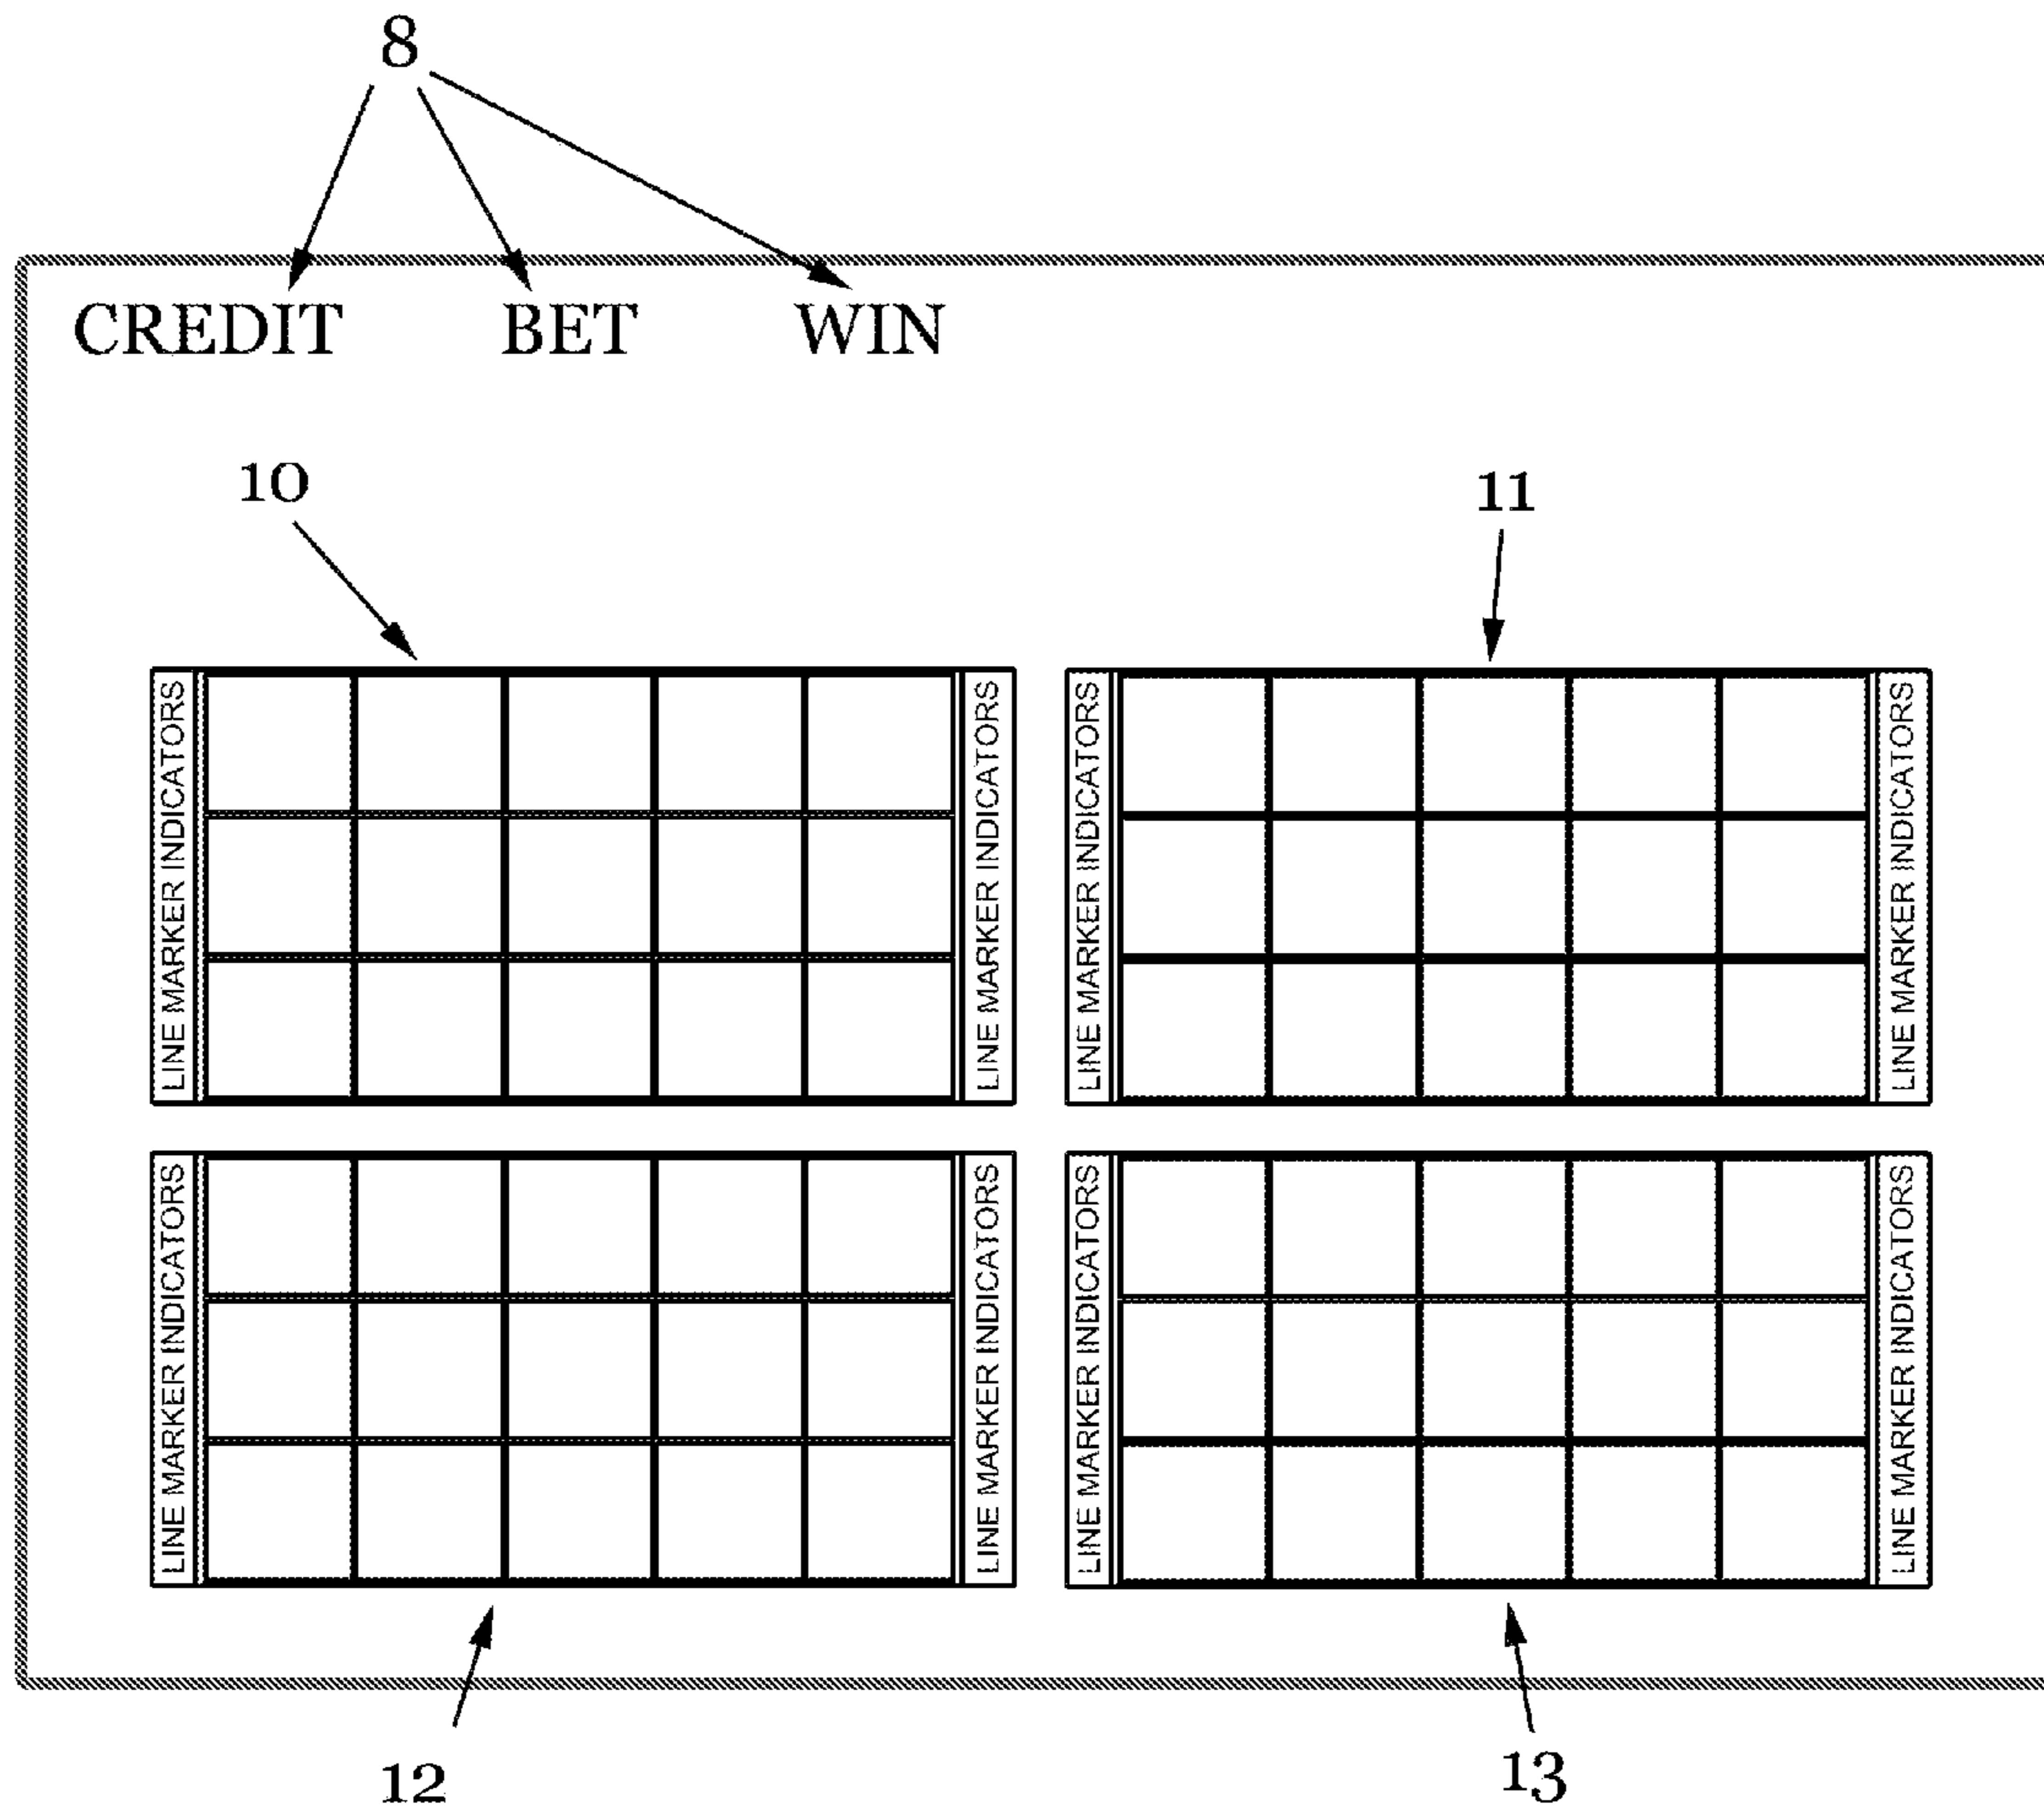 8
CREDIT BET WIN
10
11
LINE MARKER INDICATORS
LINE MARKER INDICATORS
LINE MARKER INDICATORS
LINE MARKER INDICATORS
LINE MARKER INDICATORS
LINE MARKER INDICATORS
LINE MARKER INDICATORS
LINE MARKER INDICATORS
12
13